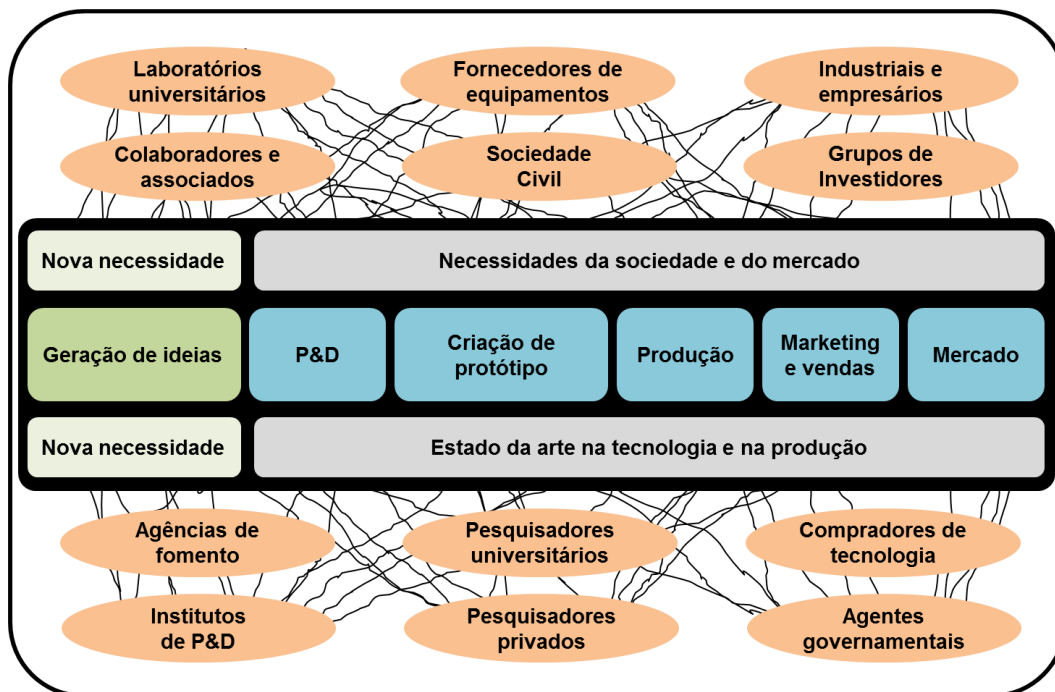 Laboratórios
universitários
Fornecedores de
equipamentos
Industriais e
empresários
Colaboradores e
associados
Sociedade
Civil
Grupos de
Investidores
Nova necessidade
Necessidades da sociedade e do mercado
Geração de ideias
P&D
Criação de
protótipo
Produção
Marketing
e vendas
Mercado
Nova necessidade
Estado da arte na tecnologia e na produção
Agências de
fomento
Pesquisadores
universitários
Compradores de
tecnologia
Institutos
de P&D
Pesquisadores
privados
Agentes
governamentais